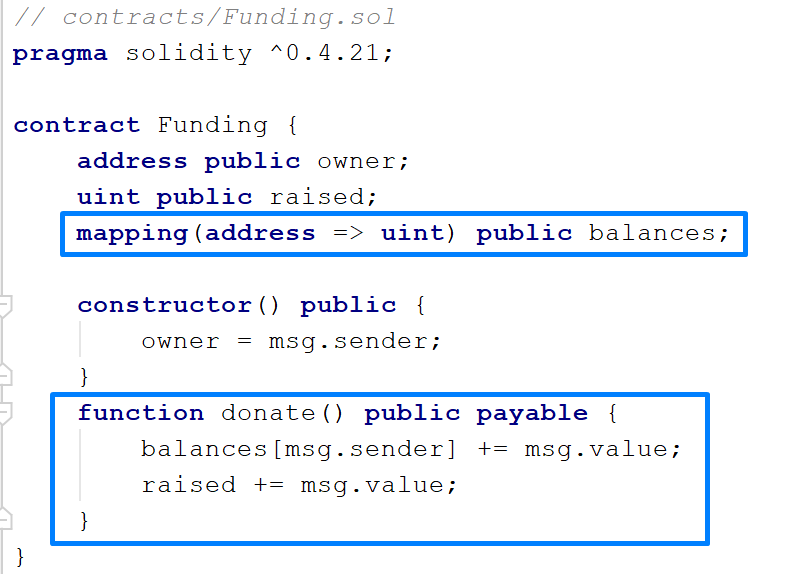 // contracts/Funding.sol
pragma solidity ^0.4.21;
contract Funding {
address public owner;
uint public raised;
mapping(address => uint) public balances;
constructor() public {
owner = msg.sender;
}
function donate() public payable {
balances[msg.sender] += msg.value;
raised += msg.value;
}
}